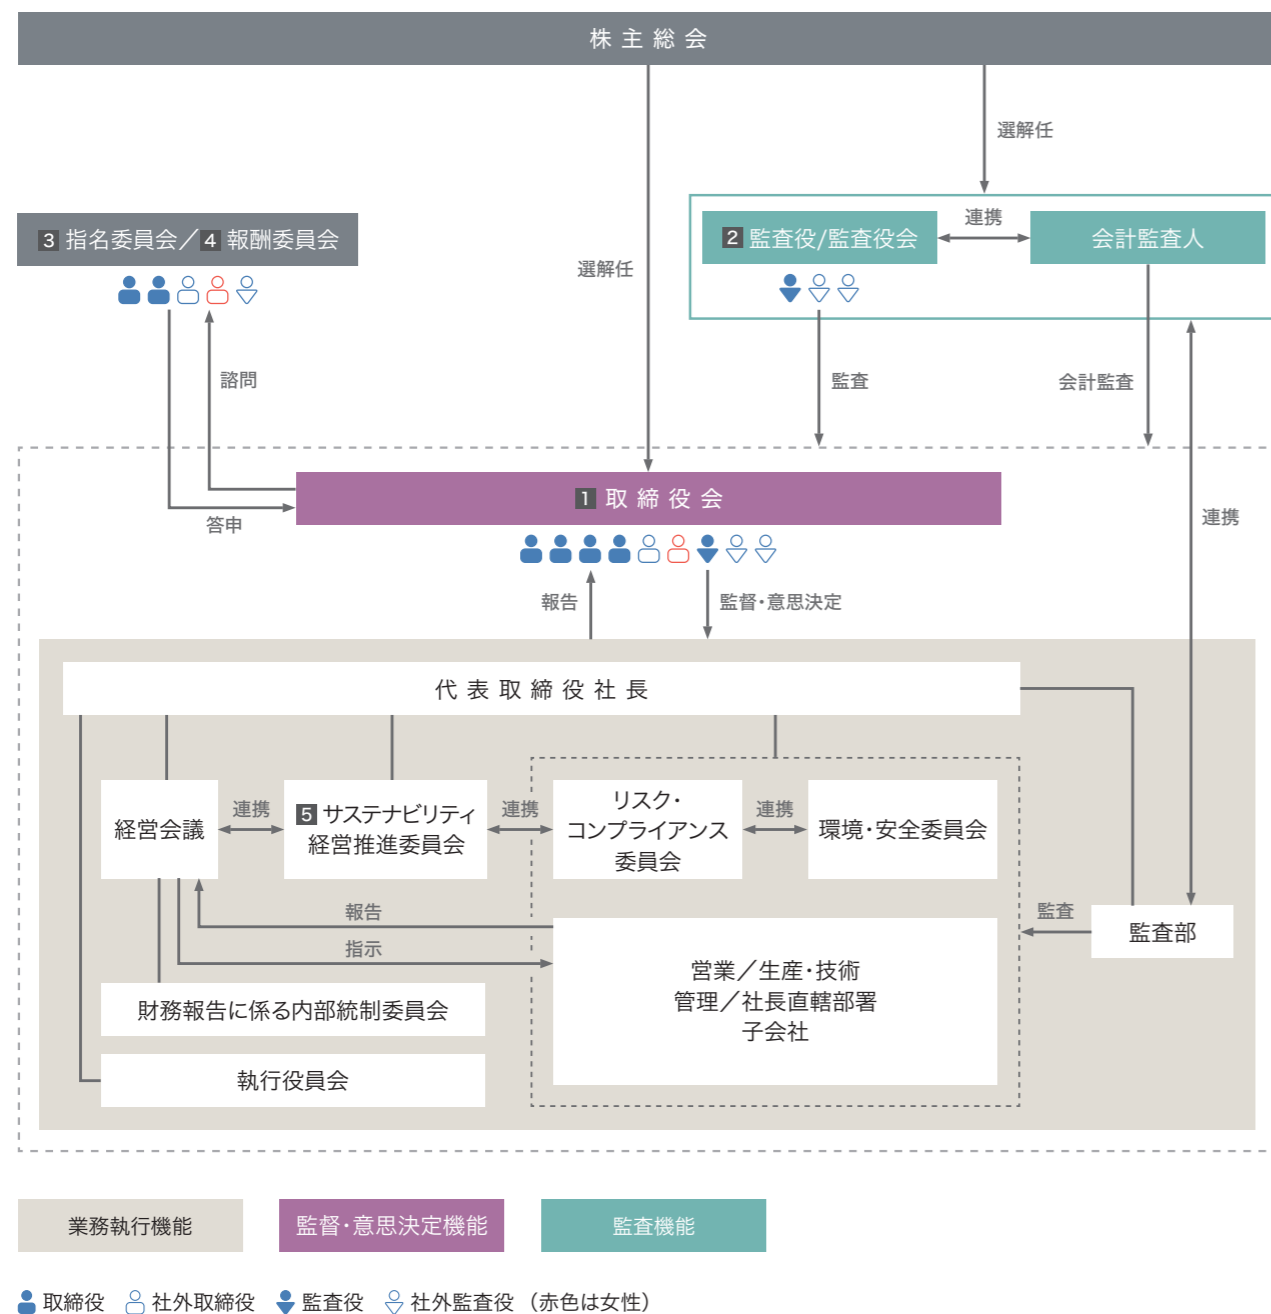 株主総会
選解任
選解任
3 指名委員会／4 報酬委員会
2 監査役/監査役会
連携
会計監査人
諮問
答申
監査
会計監査
連携
1 取締役会
報告
監督・意思決定
代表取締役社長
経営会議
連携
5 サステナビリティ
経営推進委員会
連携
リスク・
コンプライアンス
委員会
連携
環境・安全委員会
報告
指示
営業／生産・技術
管理／社長直轄部署
子会社
監査
監査部
財務報告に係る内部統制委員会
執行役員会
業務執行機能
監督・意思決定機能
監査機能
取締役 社外取締役 監査役 社外監査役 （赤色は女性）